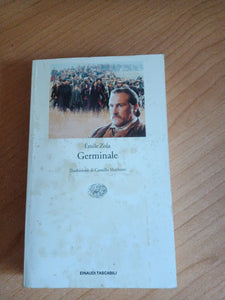 Émile Zola
Germinale
Traduzione di Camillo Sbarbaro
EINAUDI TASCABILI